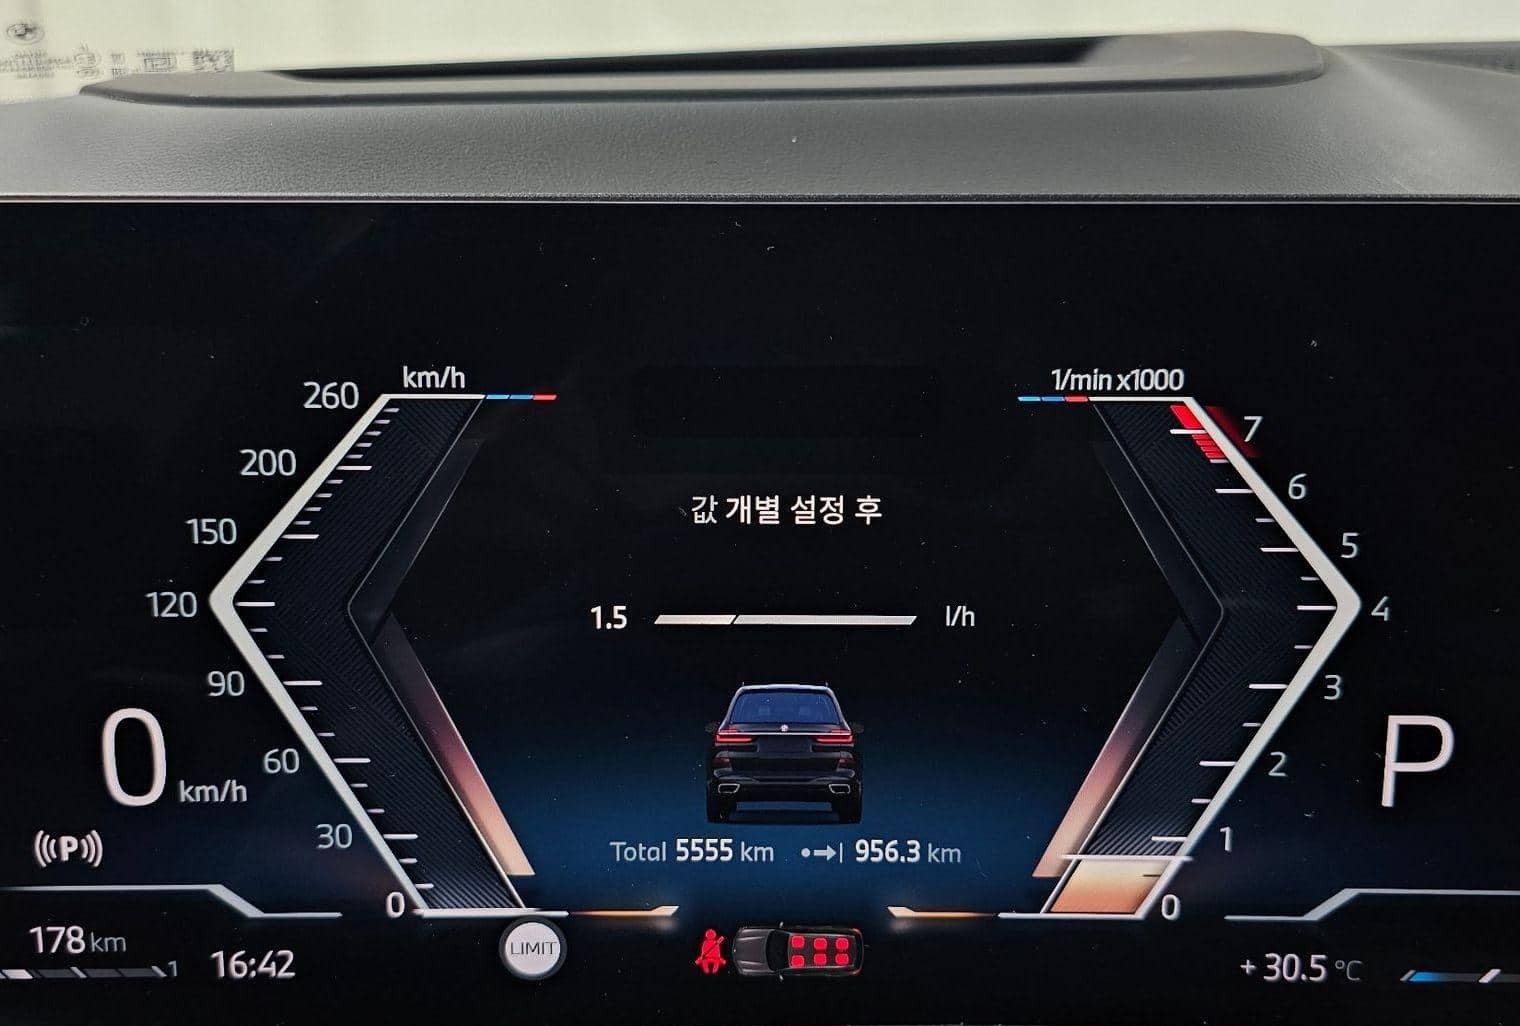 km/h
1/min x1000
260
200
150
120
90
60
30
0
7
6
5
4
3
2
1
0
값 개별 설정 후
1.5 l/h
0 km/h
P
((P))
Total 5555 km 956.3 km
178 km
1
16:42
LIMIT
+ 30.5 °C